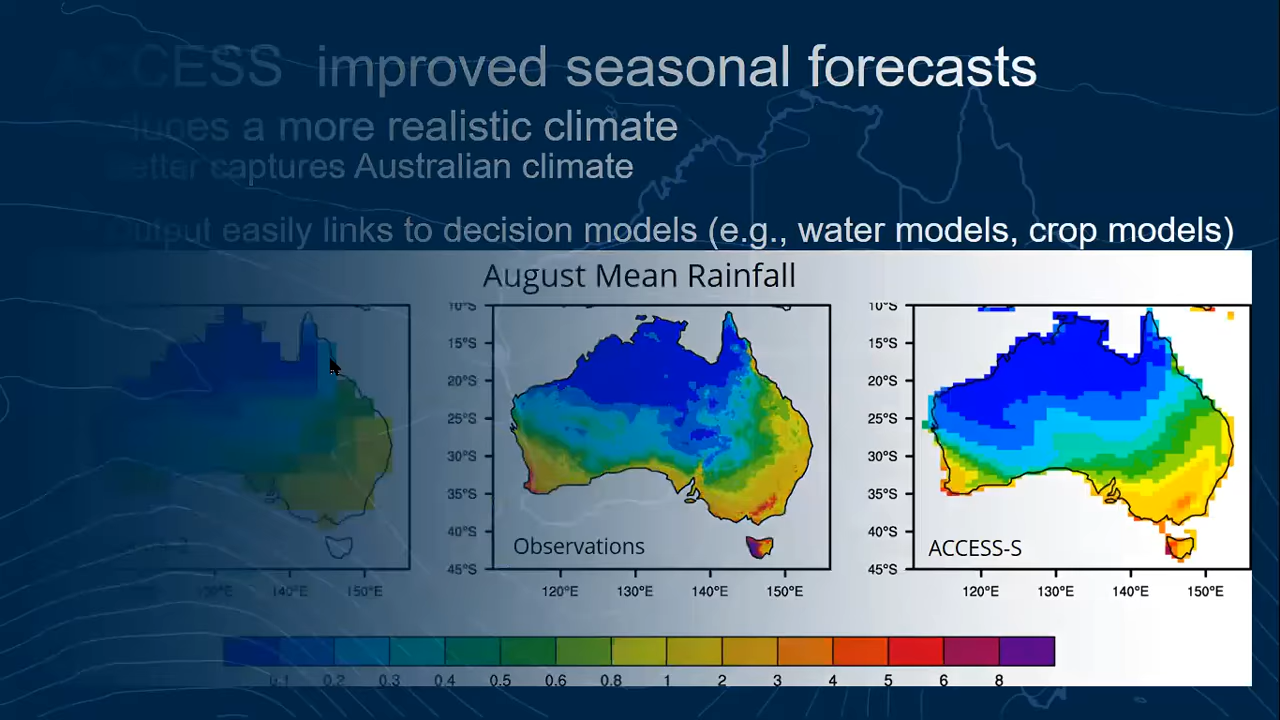 ACCESS improved seasonal forecasts
a more realistic climate
Better captures Australian climate
Output easily links to decision models (e.g., water models, crop models)
August Mean Rainfall
10°S 10°S
15°S 15°S
20°S 20°S
25°S 25°S
30°S 30°S
35°S 35°S
40°S 40°S
Observations ACCESS-S
45°S 45°S
130°E 140°E 150°E 120°E 130°E 140°E 150°E 120°E 130°E 140°E 150°E
0.1 0.2 0.3 0.4 0.5 0.6 0.8 1 2 3 4 5 6 8